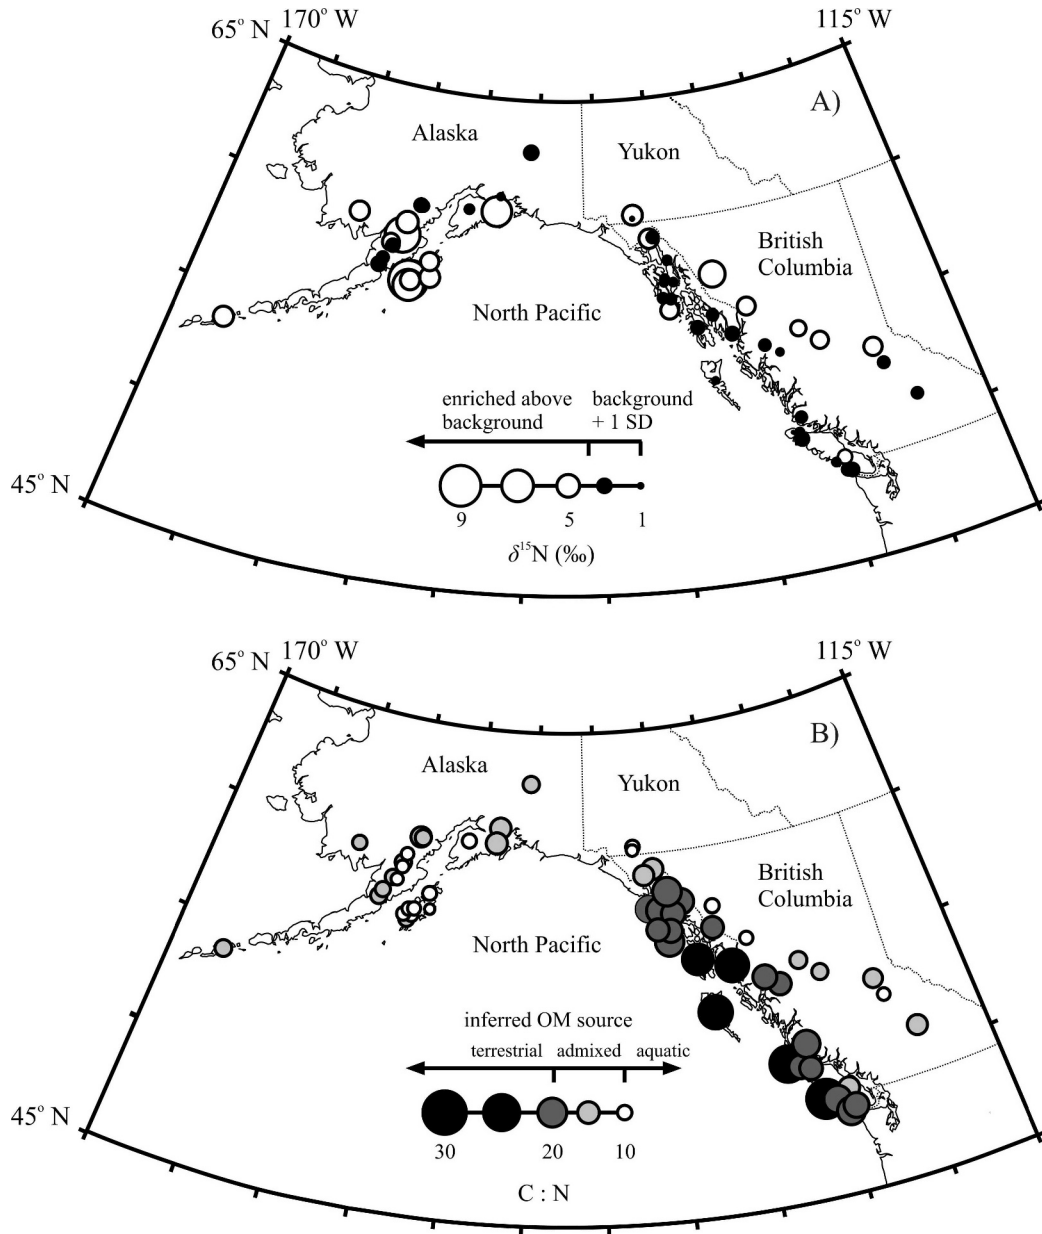 170° W
115° W
65° N
A)
Alaska
Yukon
British
Columbia
North Pacific
enriched above
background
background
+ 1 SD
45° N
9
5
1
δ¹⁵N (‰)
170° W
115° W
65° N
B)
Alaska
Yukon
British
Columbia
North Pacific
inferred OM source
terrestrial admixed aquatic
45° N
30
20
10
C : N